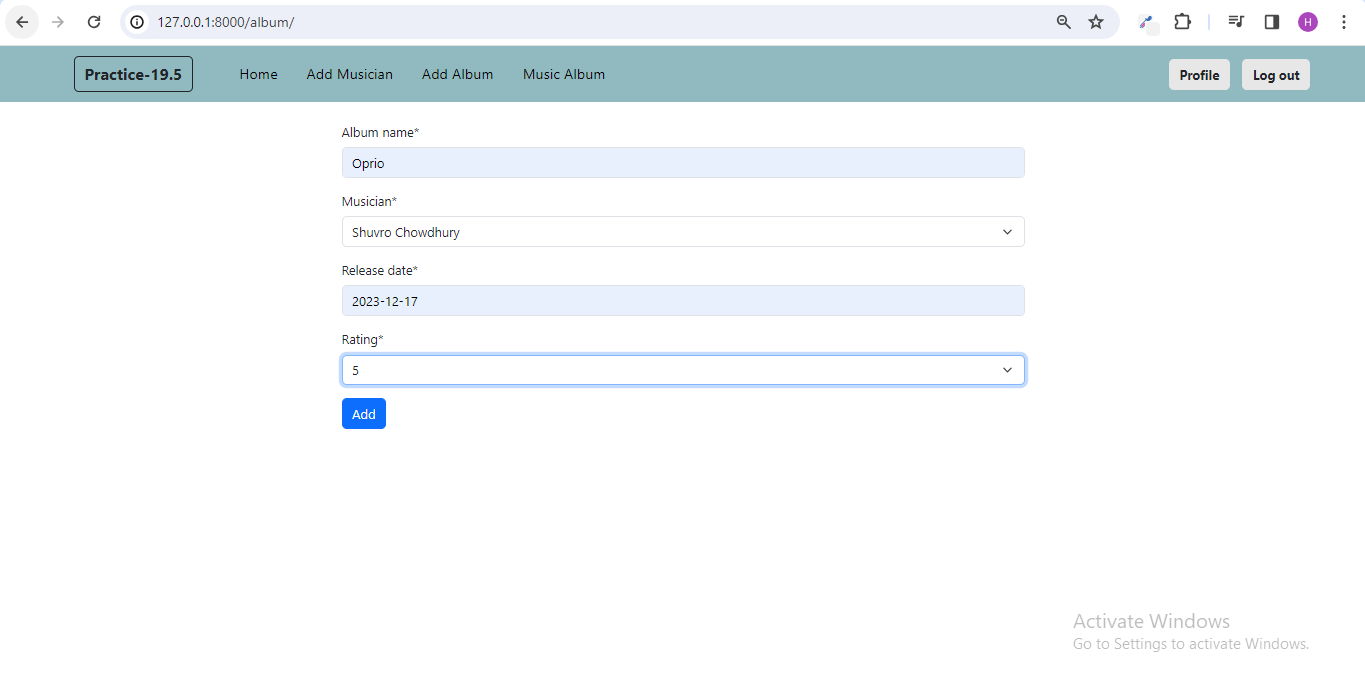 127.0.0.1:8000/album/
H
Practice-19.5 Home Add Musician Add Album Music Album Profile Log out
Album name*
Oprio
Musician*
Shuvro Chowdhury
Release date*
2023-12-17
Rating*
5
Add
Activate Windows
Go to Settings to activate Windows.